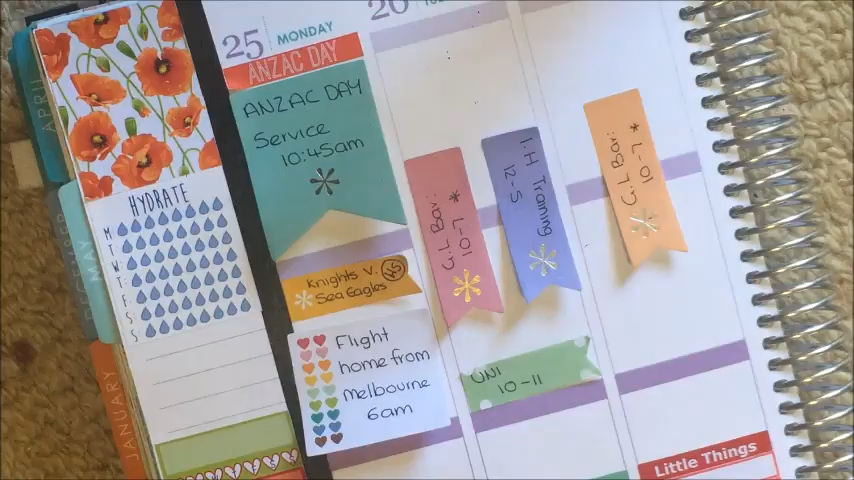 APRIL
MAY
JANUARY
HYDRATE
M
T
W
T
F
S
S
25
MONDAY
ANZAC DAY
ANZAC DAY
Service
10:45am
Knights v.
Sea Eagles
Flight
home from
Melbourne
6am
26
G.L Bar:
10-7 *
I.H Training
12-5
UNI
10-11
G.L Bar:
10-7 *
Little Things